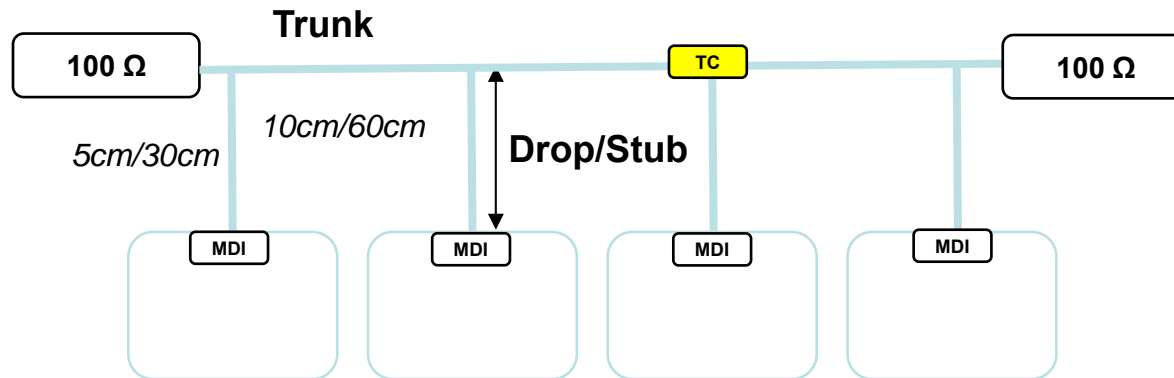 Trunk
100 Ω
TC
100 Ω
10cm/60cm
5cm/30cm
Drop/Stub
MDI
MDI
MDI
MDI